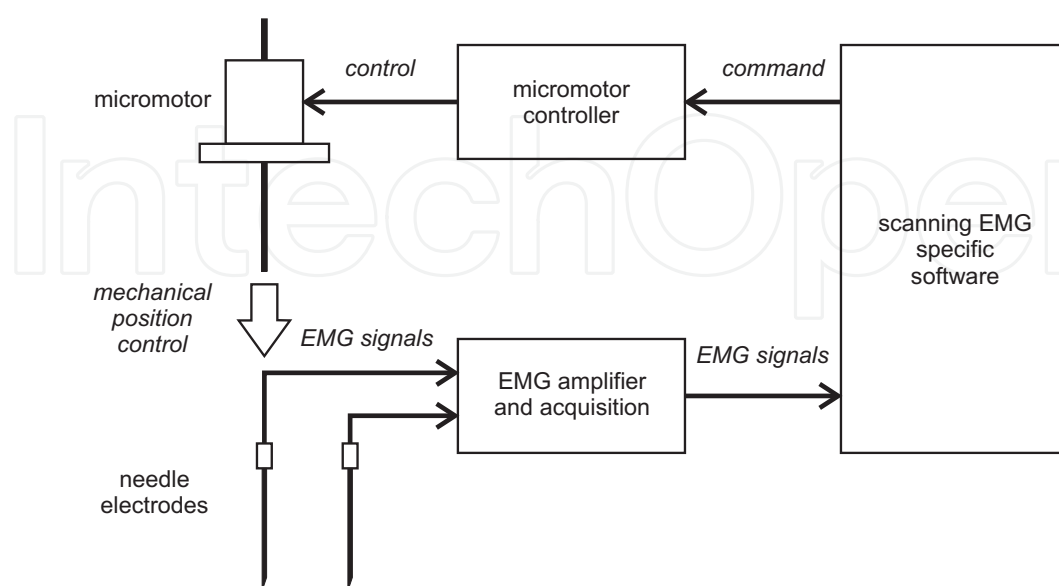 control
command
micromotor
micromotor
controller
scanning EMG
specific
software
mechanical
position
control
EMG signals
EMG signals
EMG amplifier
and acquisition
needle
electrodes
IntechOpen